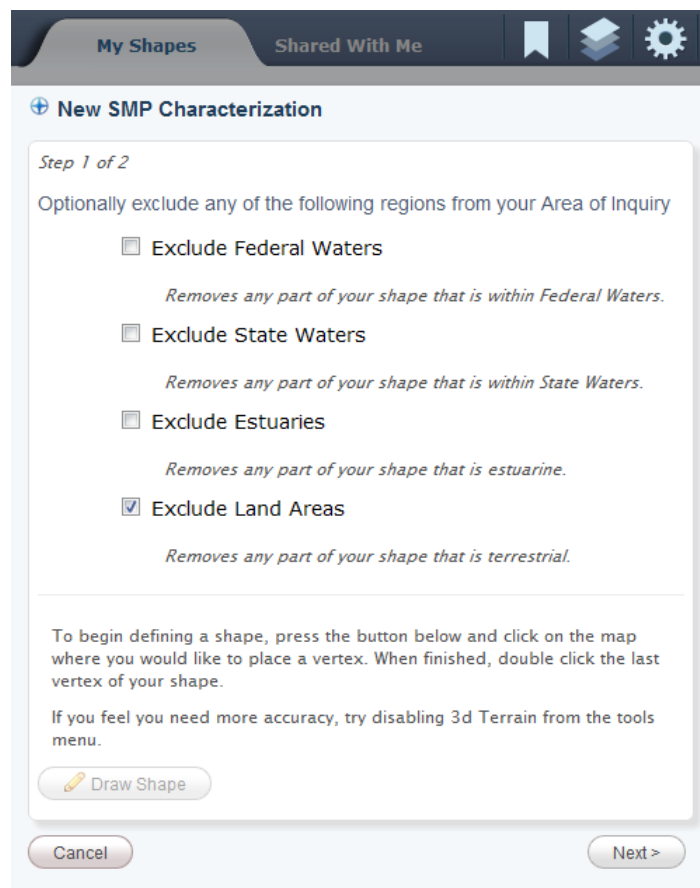 My Shapes Shared With Me
New SMP Characterization
Step 1 of 2
Optionally exclude any of the following regions from your Area of Inquiry
Exclude Federal Waters
Removes any part of your shape that is within Federal Waters.
Exclude State Waters
Removes any part of your shape that is within State Waters.
Exclude Estuaries
Removes any part of your shape that is estuarine.
Exclude Land Areas
Removes any part of your shape that is terrestrial.
To begin defining a shape, press the button below and click on the map
where you would like to place a vertex. When finished, double click the last
vertex of your shape.
If you feel you need more accuracy, try disabling 3d Terrain from the tools
menu.
Draw Shape
Cancel Next >